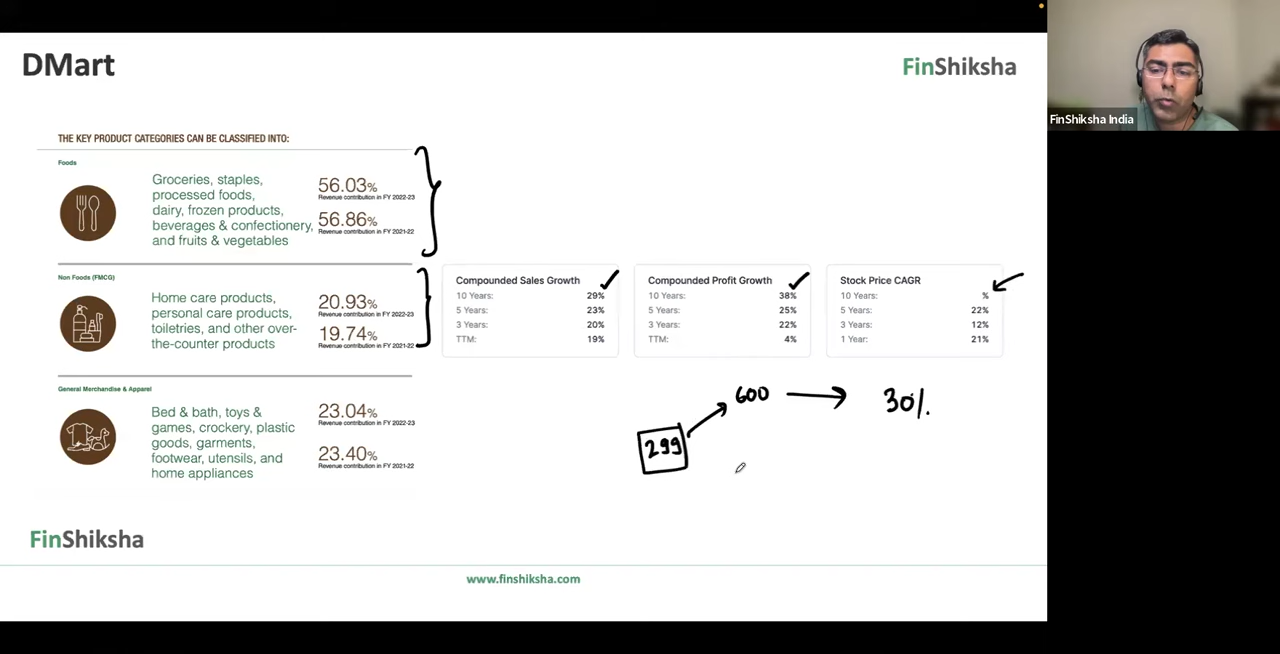 DMart
FinShiksha
FinShiksha India
THE KEY PRODUCT CATEGORIES CAN BE CLASSIFIED INTO:
Foods
Groceries, staples,
processed foods,
dairy, frozen products,
beverages & confectionery,
and fruits & vegetables
56.03%
Revenue contribution in FY 2022-23
56.86%
Revenue contribution in FY 2021-22
Non Foods (FMCG)
Home care products,
personal care products,
toiletries, and other over-
the-counter products
20.93%
Revenue contribution in FY 2022-23
19.74%
Revenue contribution in FY 2021-22
General Merchandise & Apparel
Bed & bath, toys &
games, crockery, plastic
goods, garments,
footwear, utensils, and
home appliances
23.04%
Revenue contribution in FY 2022-23
23.40%
Revenue contribution in FY 2021-22
Compounded Sales Growth
10 Years: 29%
5 Years: 23%
3 Years: 20%
TTM: 19%
Compounded Profit Growth
10 Years: 38%
5 Years: 25%
3 Years: 22%
TTM: 4%
Stock Price CAGR
10 Years: %
5 Years: 22%
3 Years: 12%
1 Year: 21%
299
600
30%.
FinShiksha
www.finshiksha.com